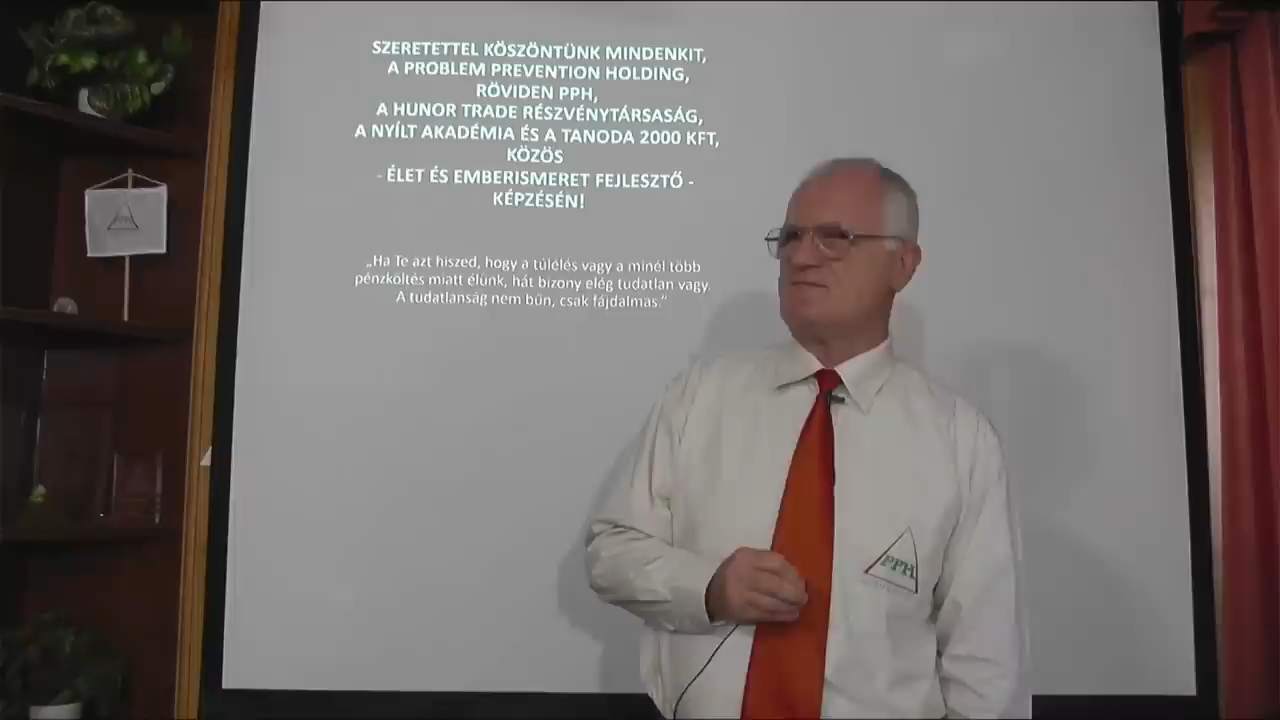 SZERETETTEL KÖSZÖNTÜNK MINDENKIT,
A PROBLEM PREVENTION HOLDING,
RÖVIDEN PPH,
A HUNOR TRADE RÉSZVÉNYTÁRSASÁG,
A NYÍLT AKADÉMIA ÉS A TANODA 2000 KFT,
KÖZÖS
- ÉLET ÉS EMBERISMERET FEJLESZTŐ -
KÉPZÉSÉN!
„Ha Te azt hiszed, hogy a túlélés vagy a minél több
pénzköltés miatt élünk, hát bizony elég tudatlan vagy.
A tudatlanság nem bűn, csak fájdalmas.”
PPH
PPH